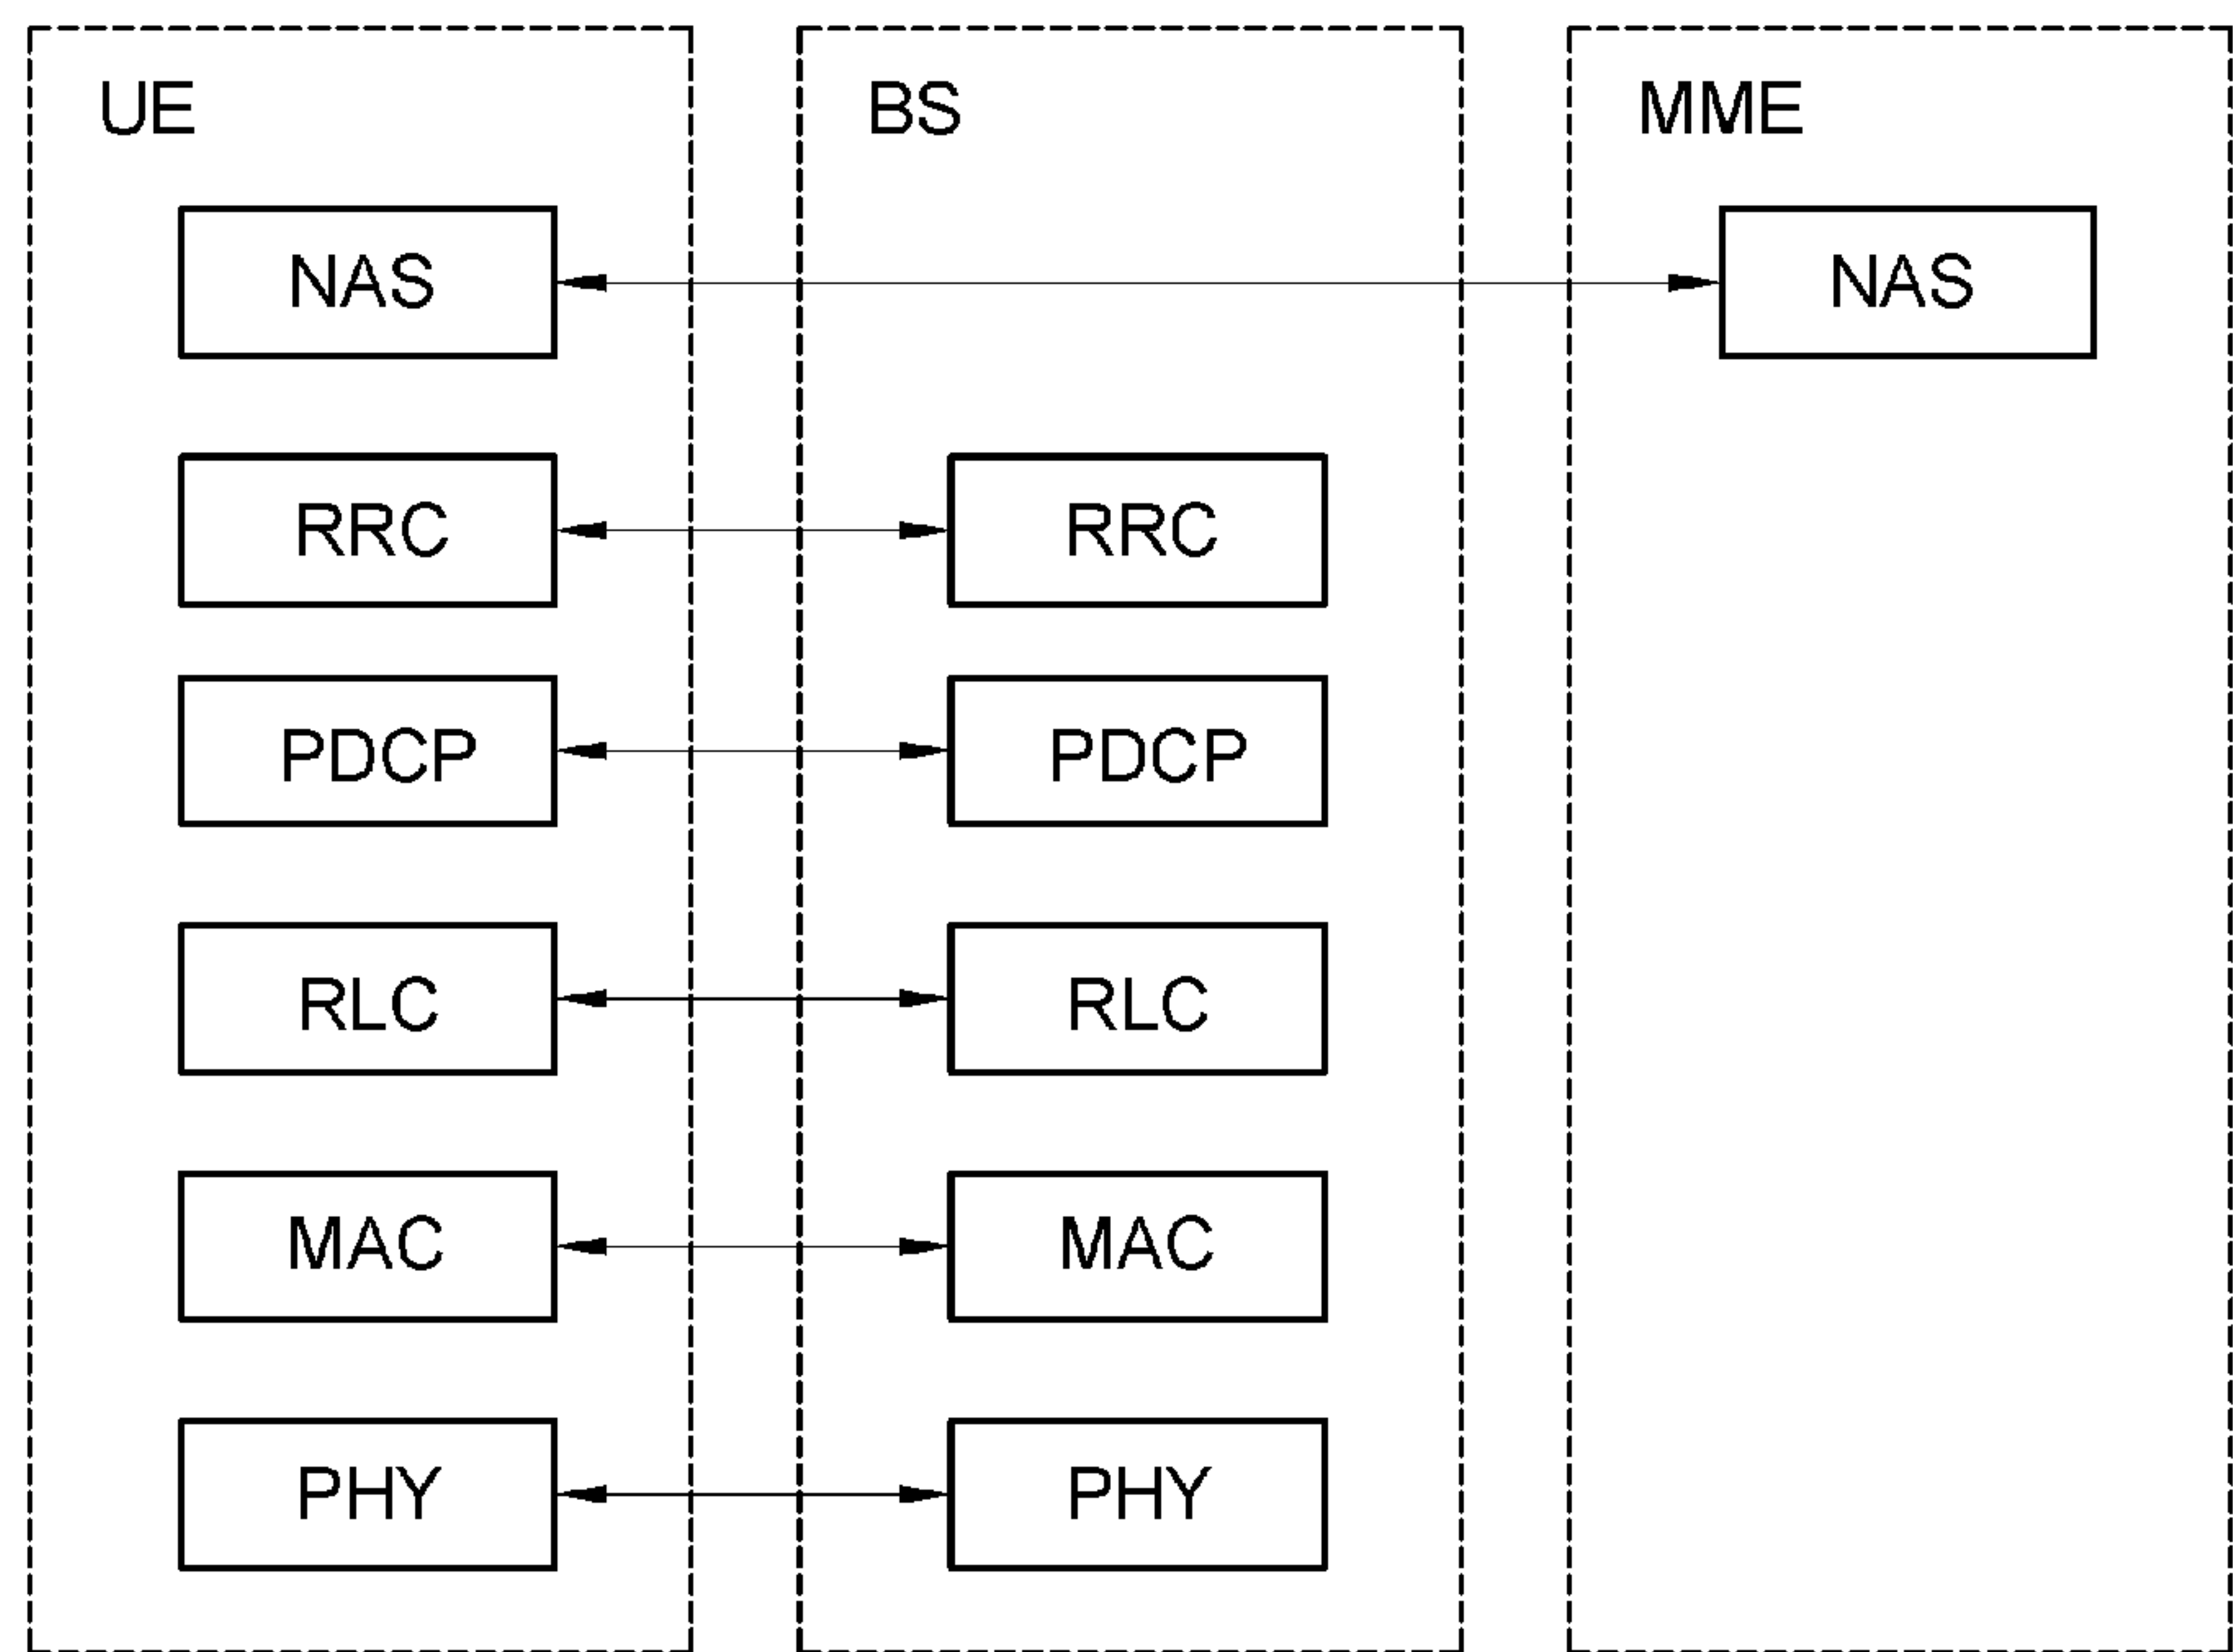 UE BS MME
NAS NAS
RRC RRC
PDCP PDCP
RLC RLC
MAC MAC
PHY PHY